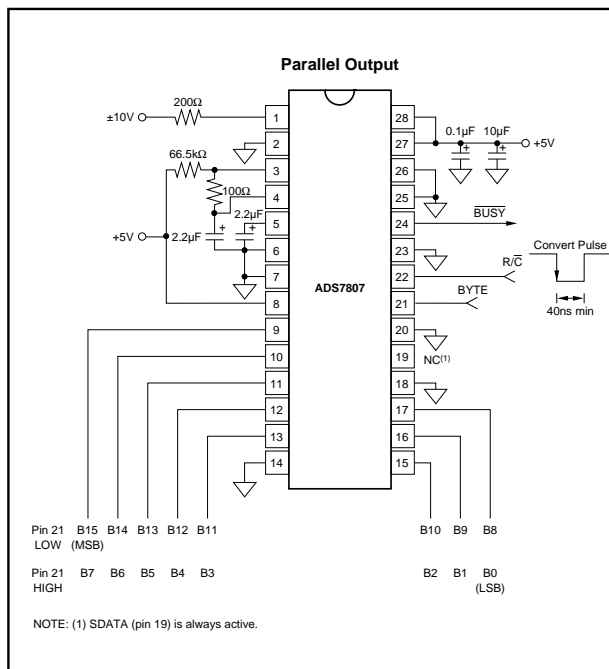 Parallel Output
200Ω
±10V
66.5kΩ
100Ω
2.2µF
+
+5V
2.2µF
+
1
2
3
4
5
6
7
8
9
10
11
12
13
14
ADS7807
28
27
26
25
24
23
22
21
20
19
18
17
16
15
0.1µF 10µF
+ +
+5V
BUSY
Convert Pulse
R/C
BYTE
40ns min
NC(1)
Pin 21 B15 B14 B13 B12 B11 B10 B9 B8
LOW (MSB)
Pin 21 B7 B6 B5 B4 B3 B2 B1 B0
HIGH (LSB)
NOTE: (1) SDATA (pin 19) is always active.